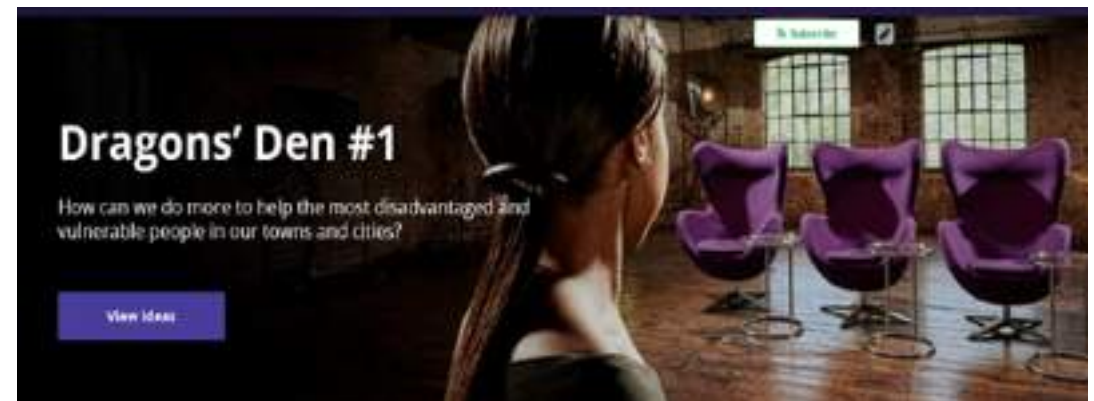 Subscribe
Dragons' Den #1
How can we do more to help the most disadvantaged and
vulnerable people in our towns and cities?
View ideas